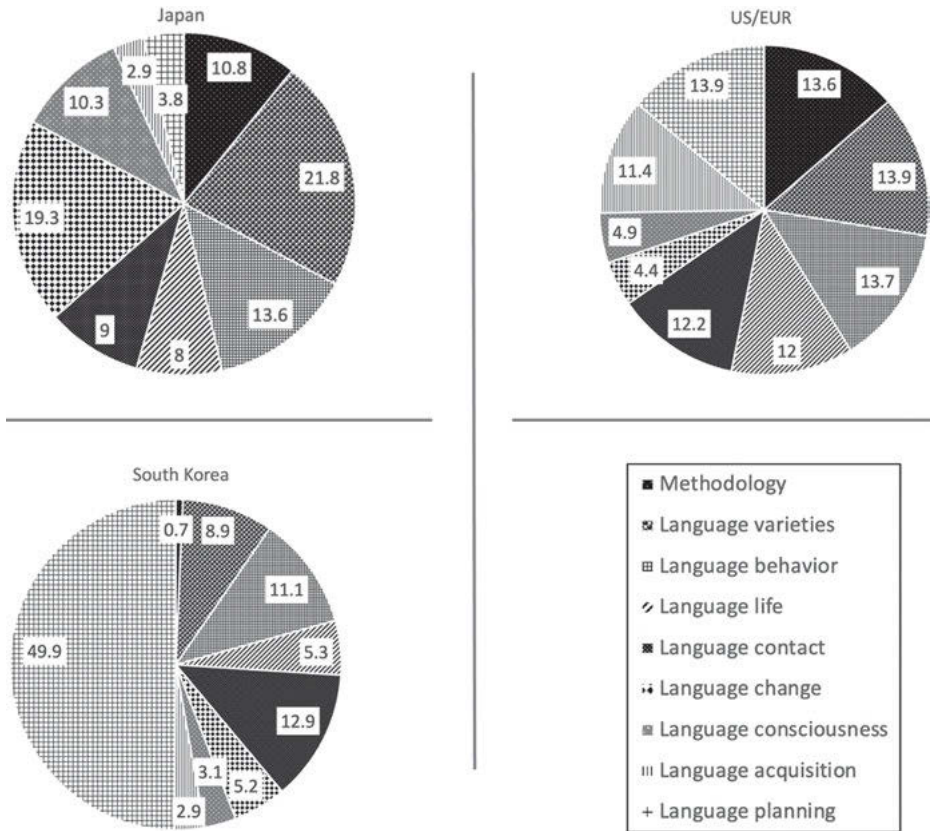 Japan
10.8
21.8
13.6
8
9
19.3
10.3
2.9
3.8
US/EUR
13.6
13.9
13.7
12
12.2
4.4
4.9
11.4
13.9
South Korea
0.7
8.9
11.1
5.3
12.9
5.2
3.1
2.9
49.9
Methodology
Language varieties
Language behavior
Language life
Language contact
Language change
Language consciousness
Language acquisition
Language planning